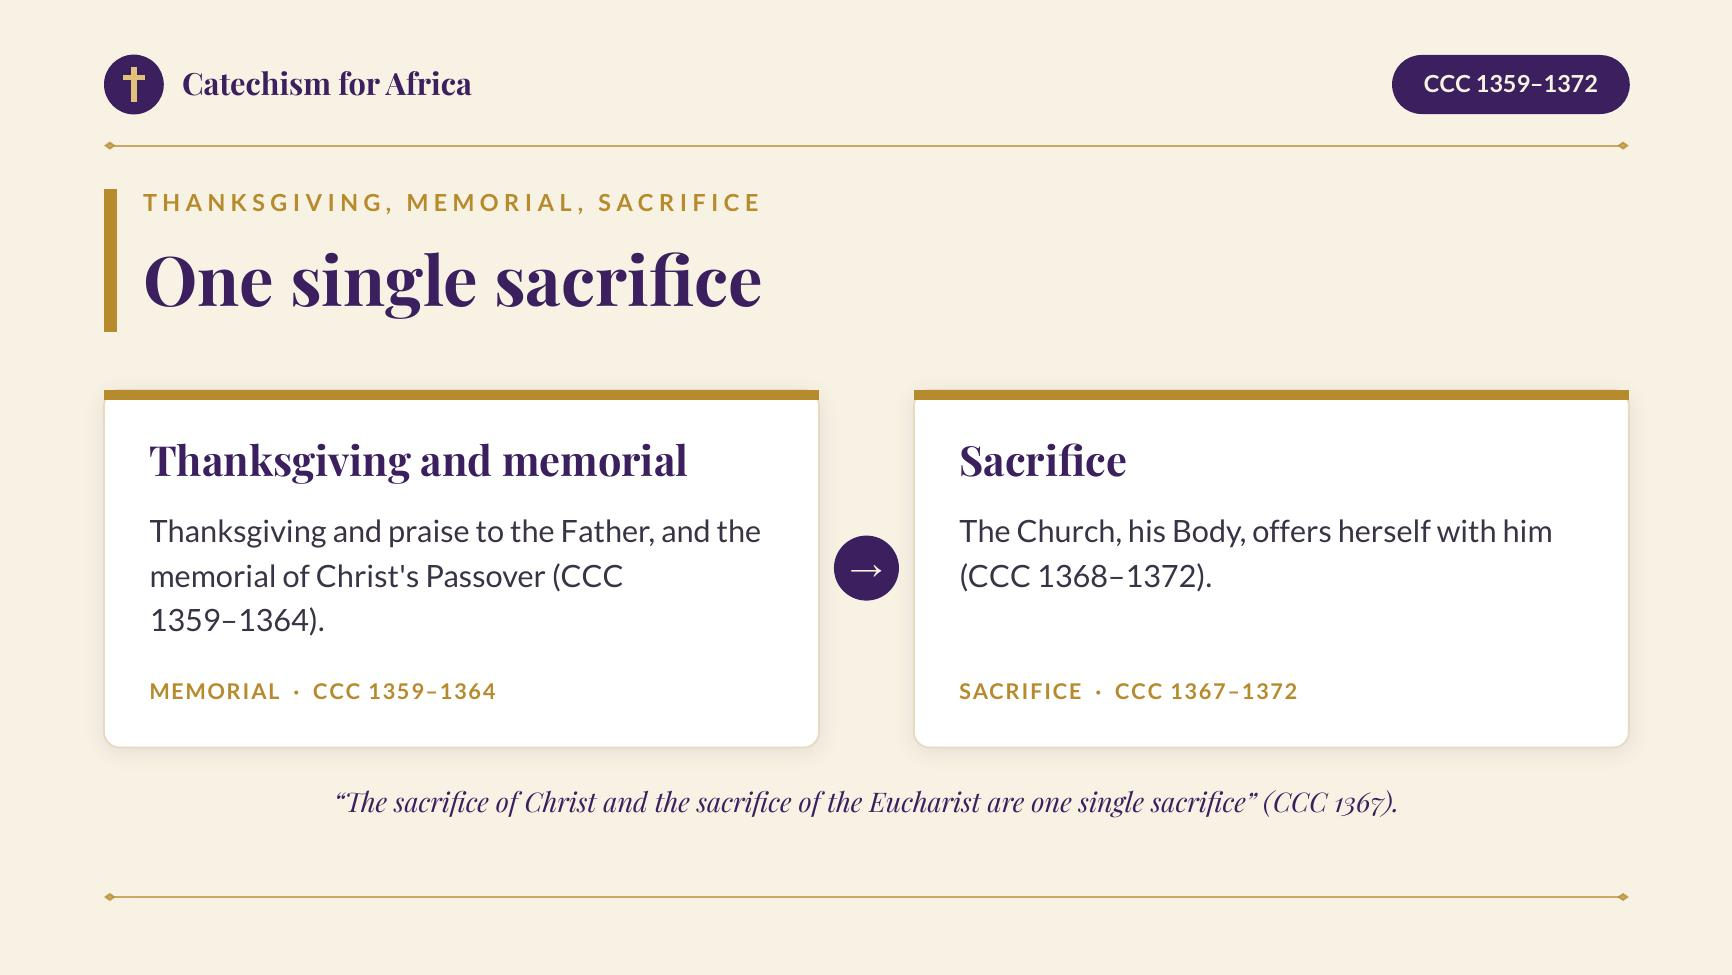 Catechism for Africa
CCC 1359–1372
THANKSGIVING, MEMORIAL, SACRIFICE
One single sacrifice
Thanksgiving and memorial
Thanksgiving and praise to the Father, and the
memorial of Christ's Passover (CCC
1359–1364).
MEMORIAL · CCC 1359–1364
→
Sacrifice
The Church, his Body, offers herself with him
(CCC 1368–1372).
SACRIFICE · CCC 1367–1372
“The sacrifice of Christ and the sacrifice of the Eucharist are one single sacrifice” (CCC 1367).